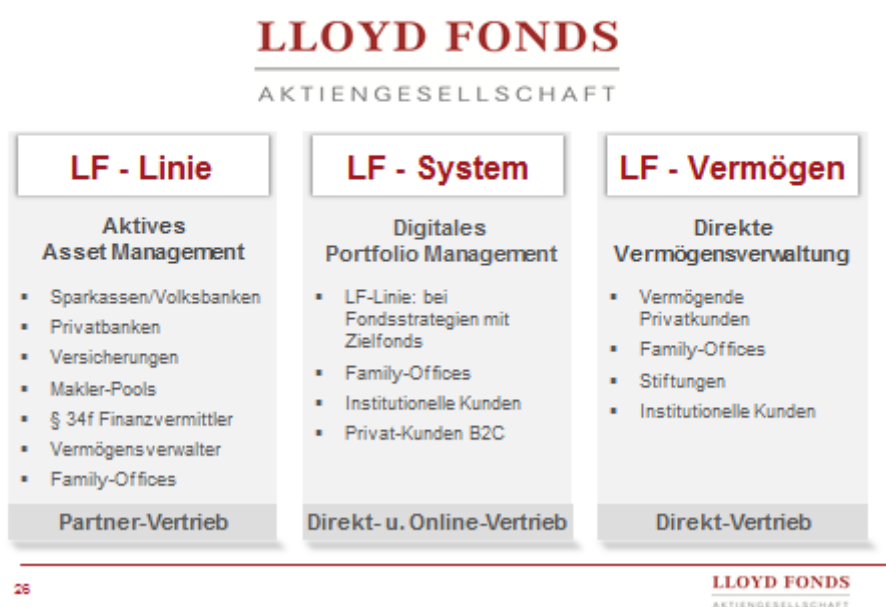 LLOYD FONDS
AKTIENGESELLSCHAFT
LF - Linie
Aktives
Asset Management
▪ Sparkassen/Volksbanken
▪ Privatbanken
▪ Versicherungen
▪ Makler-Pools
▪ § 34f Finanzvermittler
▪ Vermögensverwalter
▪ Family-Offices
Partner-Vertrieb
LF - System
Digitales
Portfolio Management
▪ LF-Linie: bei
Fondsstrategien mit
Zielfonds
▪ Family-Offices
▪ Institutionelle Kunden
▪ Privat-Kunden B2C
Direkt- u. Online-Vertrieb
LF - Vermögen
Direkte
Vermögensverwaltung
▪ Vermögende
Privatkunden
▪ Family-Offices
▪ Stiftungen
▪ Institutionelle Kunden
Direkt-Vertrieb
26
LLOYD FONDS
AKTIENGESELLSCHAFT